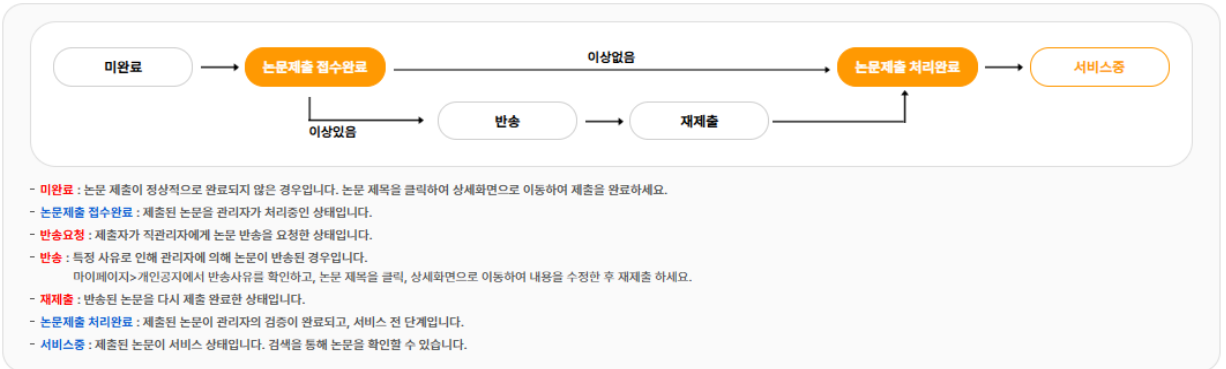 미완료
논문제출 접수완료
이상없음
논문제출 처리완료
서비스중
이상있음
반송
재제출
- 미완료 : 논문 제출이 정상적으로 완료되지 않은 경우입니다. 논문 제목을 클릭하여 상세화면으로 이동하여 제출을 완료하세요.
- 논문제출 접수완료 : 제출된 논문을 관리자가 처리중인 상태입니다.
- 반송요청 : 제출자가 직관리자에게 논문 반송을 요청한 상태입니다.
- 반송 : 특정 사유로 인해 관리자에 의해 논문이 반송된 경우입니다.
마이페이지>개인공지에서 반송사유를 확인하고, 논문 제목을 클릭, 상세화면으로 이동하여 내용을 수정한 후 재제출 하세요.
- 재제출 : 반송된 논문을 다시 제출 완료한 상태입니다.
- 논문제출 처리완료 : 제출된 논문이 관리자의 검증이 완료되고, 서비스 전 단계입니다.
- 서비스중 : 제출된 논문이 서비스 상태입니다. 검색을 통해 논문을 확인할 수 있습니다.